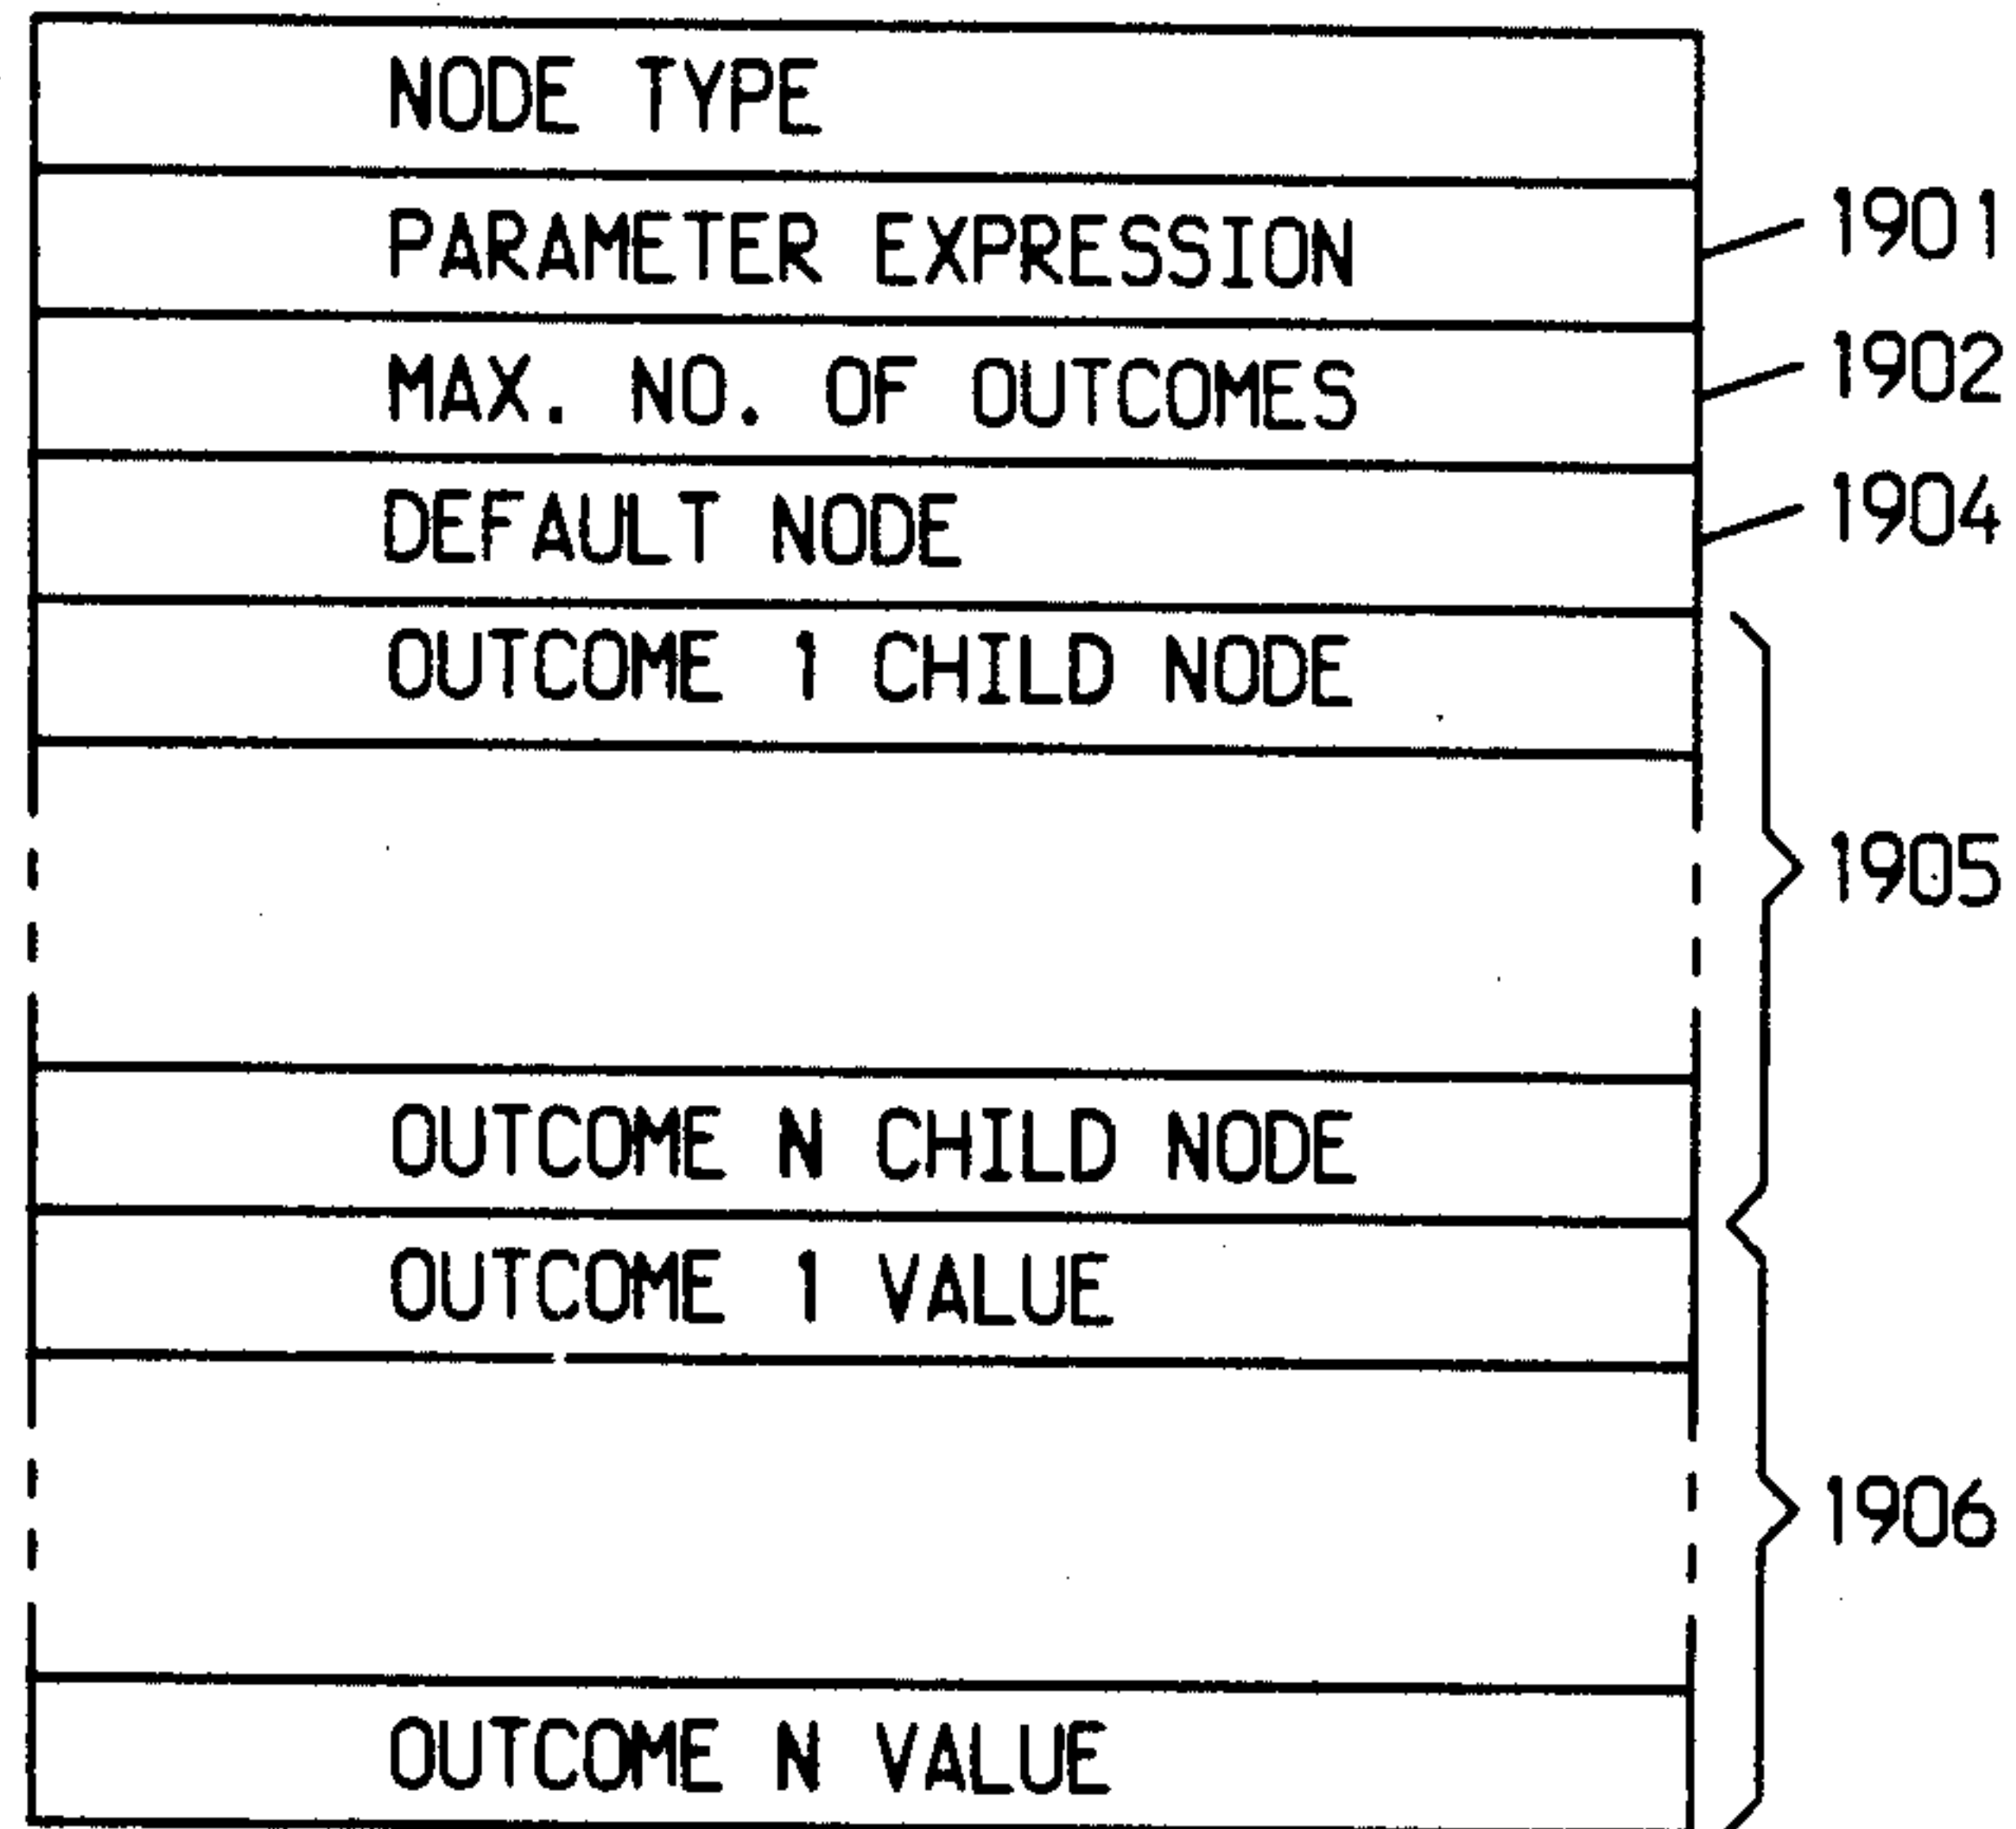 NODE TYPE
PARAMETER EXPRESSION 1901
MAX. NO. OF OUTCOMES 1902
DEFAULT NODE 1904
OUTCOME 1 CHILD NODE
1905
OUTCOME N CHILD NODE
OUTCOME 1 VALUE
1906
OUTCOME N VALUE